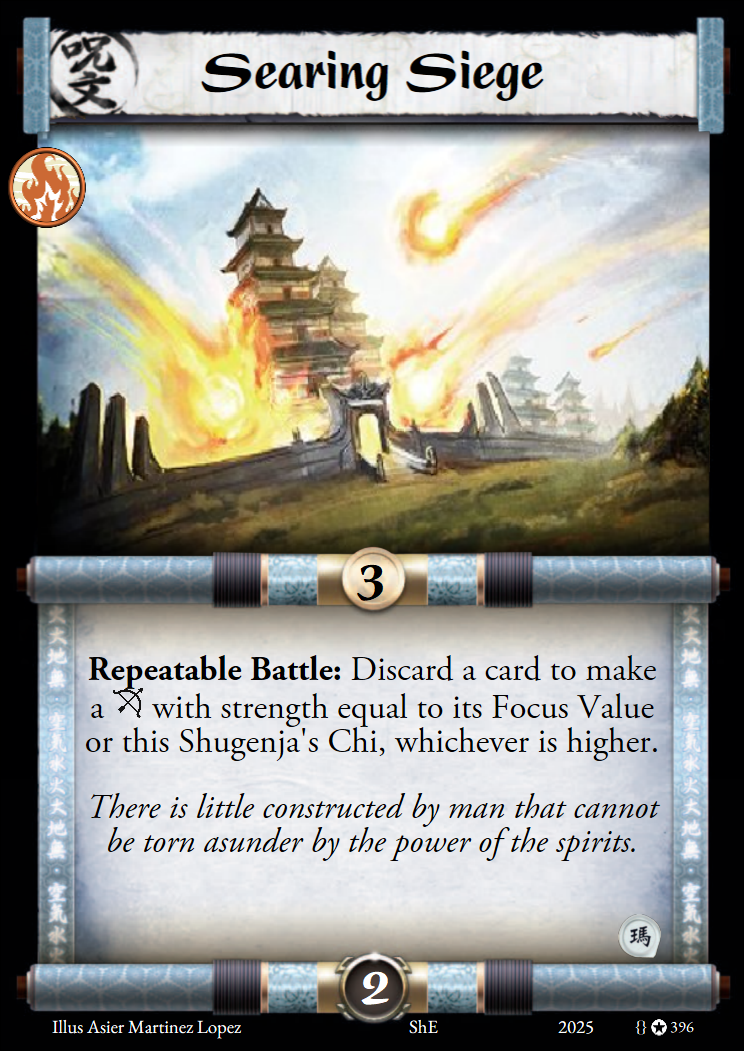 呪文
Searing Siege
3
Repeatable Battle: Discard a card to make
a with strength equal to its Focus Value
or this Shugenja's Chi, whichever is higher.
There is little constructed by man that cannot
be torn asunder by the power of the spirits.
瑪
2
Illus Asier Martinez Lopez ShE 2025 {} 396